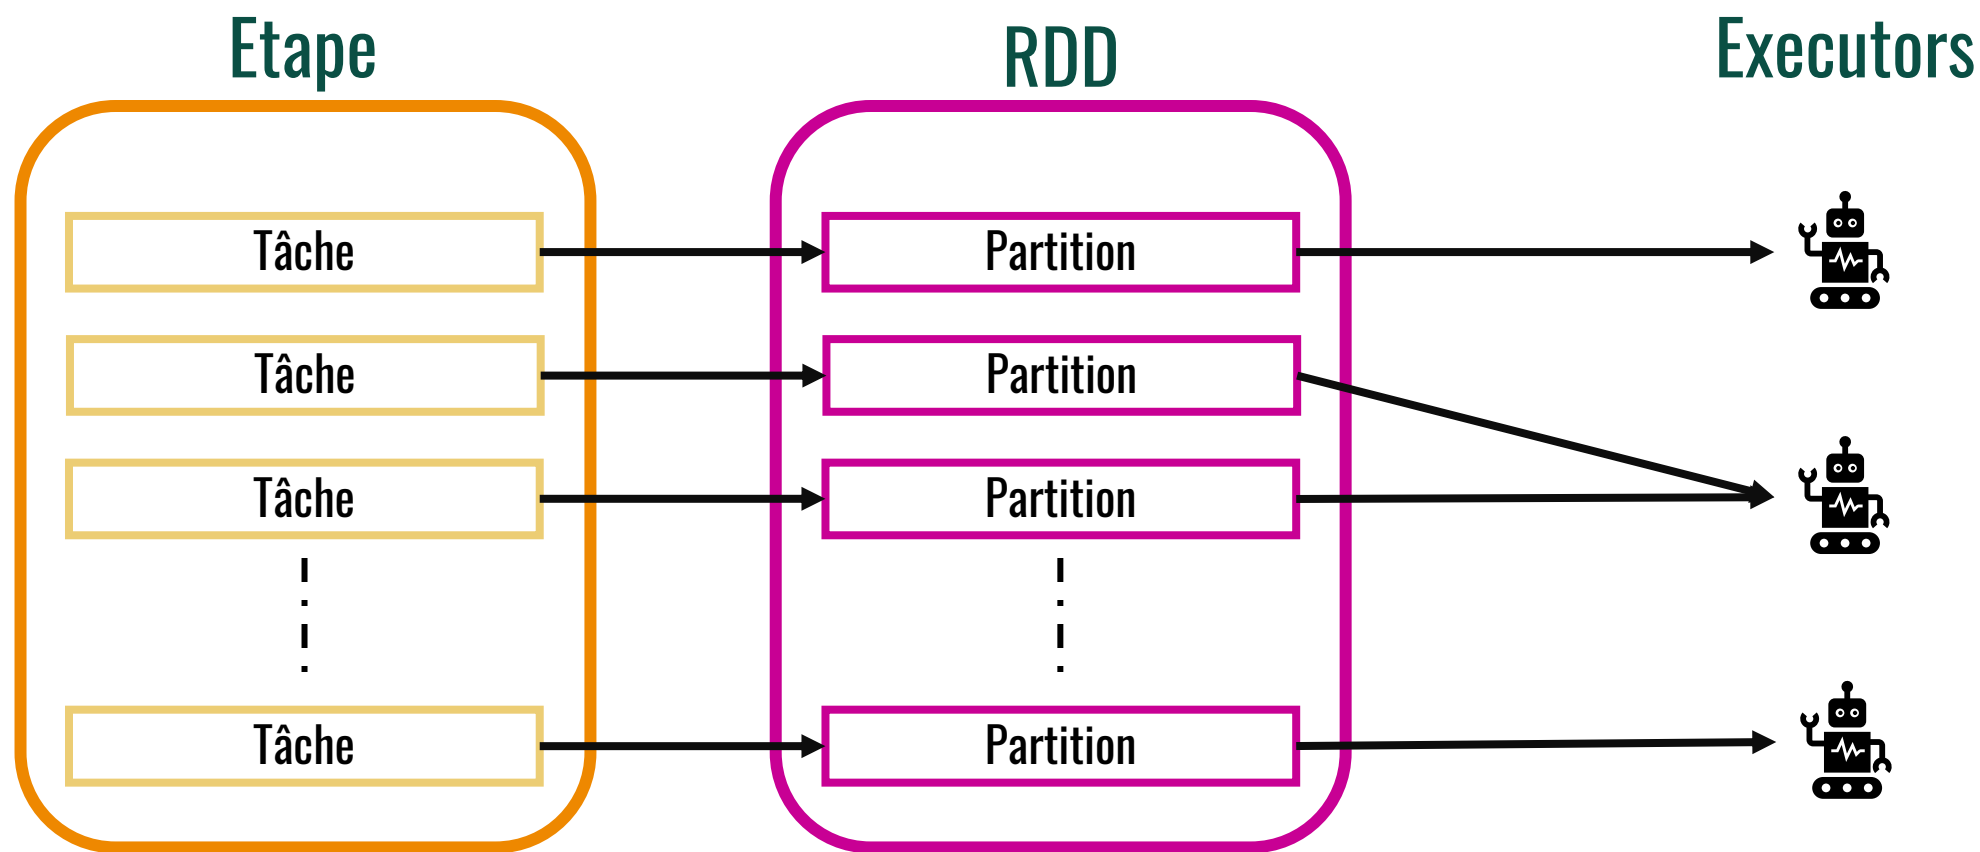 Etape
RDD
Executors
Tâche
Partition
Tâche
Partition
Tâche
Partition
Tâche
Partition